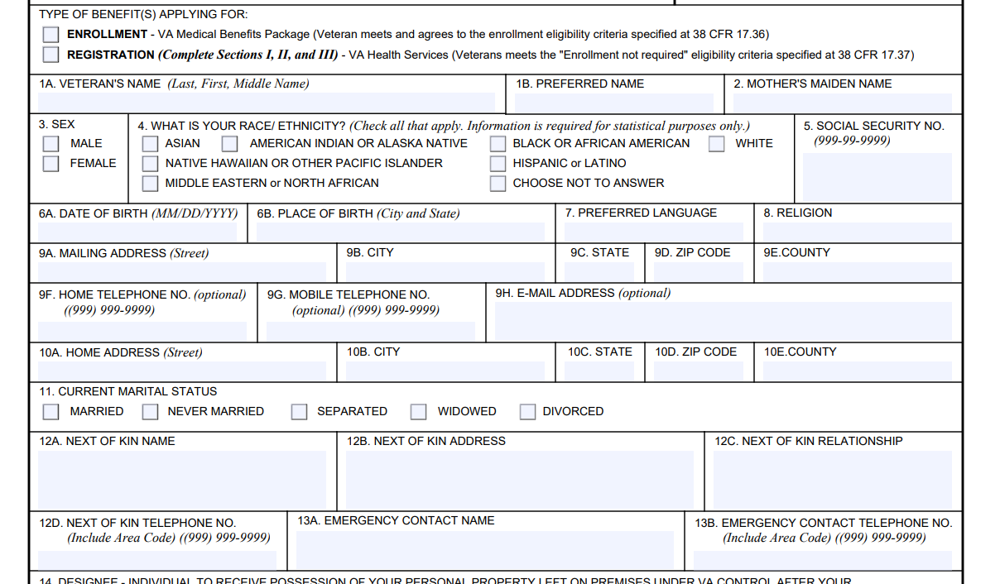 TYPE OF BENEFIT(S) APPLYING FOR:
ENROLLMENT - VA Medical Benefits Package (Veteran meets and agrees to the enrollment eligibility criteria specified at 38 CFR 17.36)
REGISTRATION (Complete Sections I, II, and III) - VA Health Services (Veterans meets the "Enrollment not required" eligibility criteria specified at 38 CFR 17.37)
1A. VETERAN'S NAME (Last, First, Middle Name)
1B. PREFERRED NAME
2. MOTHER'S MAIDEN NAME
3. SEX
MALE
FEMALE
4. WHAT IS YOUR RACE/ ETHNICITY? (Check all that apply. Information is required for statistical purposes only.)
ASIAN AMERICAN INDIAN OR ALASKA NATIVE BLACK OR AFRICAN AMERICAN WHITE
NATIVE HAWAIIAN OR OTHER PACIFIC ISLANDER HISPANIC or LATINO
MIDDLE EASTERN or NORTH AFRICAN CHOOSE NOT TO ANSWER
5. SOCIAL SECURITY NO.
(999-99-9999)
6A. DATE OF BIRTH (MM/DD/YYYY)
6B. PLACE OF BIRTH (City and State)
7. PREFERRED LANGUAGE
8. RELIGION
9A. MAILING ADDRESS (Street)
9B. CITY
9C. STATE
9D. ZIP CODE
9E.COUNTY
9F. HOME TELEPHONE NO. (optional)
((999) 999-9999)
9G. MOBILE TELEPHONE NO.
(optional) ((999) 999-9999)
9H. E-MAIL ADDRESS (optional)
10A. HOME ADDRESS (Street)
10B. CITY
10C. STATE
10D. ZIP CODE
10E.COUNTY
11. CURRENT MARITAL STATUS
MARRIED NEVER MARRIED SEPARATED WIDOWED DIVORCED
12A. NEXT OF KIN NAME
12B. NEXT OF KIN ADDRESS
12C. NEXT OF KIN RELATIONSHIP
12D. NEXT OF KIN TELEPHONE NO.
(Include Area Code) ((999) 999-9999)
13A. EMERGENCY CONTACT NAME
13B. EMERGENCY CONTACT TELEPHONE NO.
(Include Area Code) ((999) 999-9999)
14. DESIGNEE - INDIVIDUAL TO RECEIVE POSSESSION OF YOUR PERSONAL PROPERTY LEFT ON PREMISES UNDER VA CONTROL AFTER YOUR